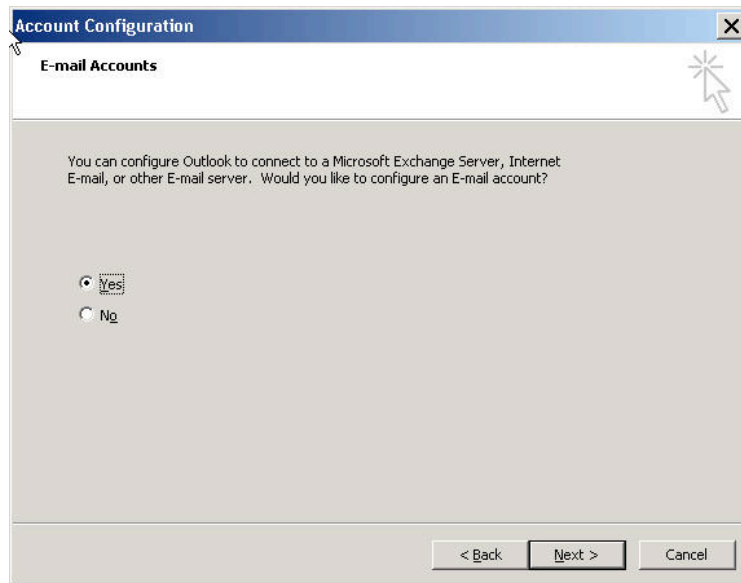 Account Configuration
E-mail Accounts
You can configure Outlook to connect to a Microsoft Exchange Server, Internet
E-mail, or other E-mail server. Would you like to configure an E-mail account?
Yes
No
< Back Next > Cancel